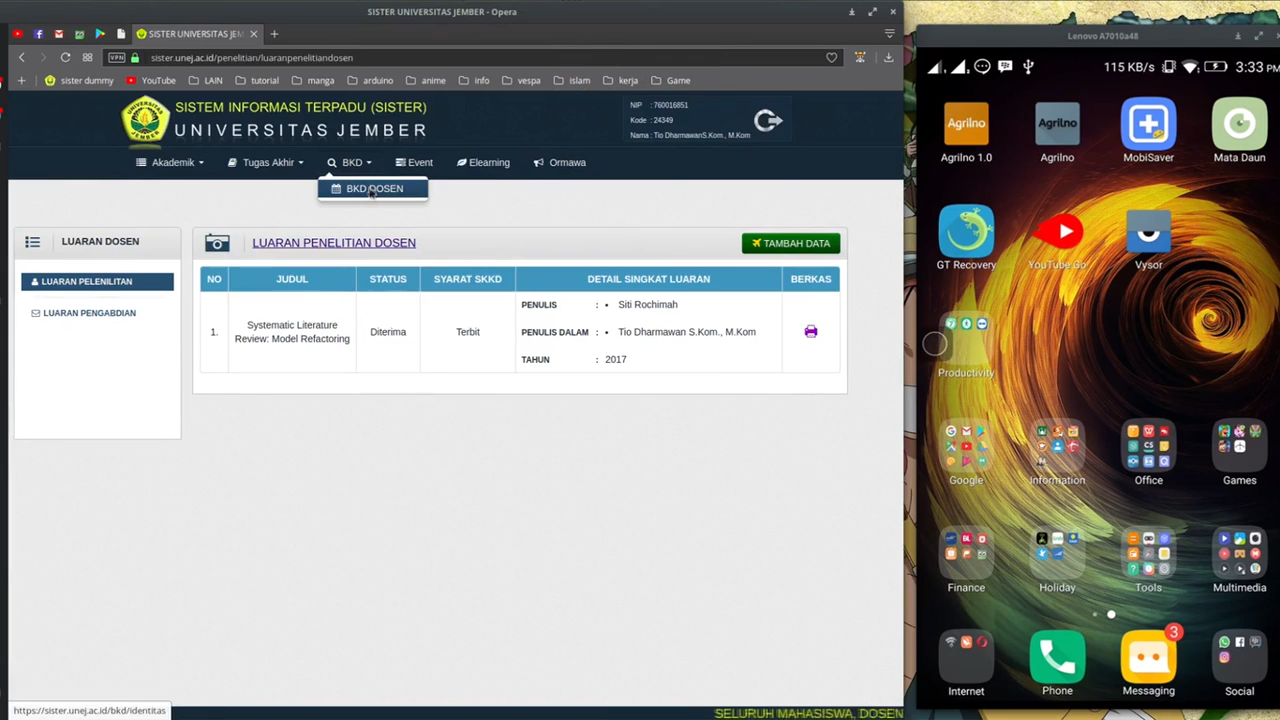 SISTER UNIVERSITAS JEMBER - Opera
SISTER UNIVERSITAS JEM
VPN
sister.unej.ac.id/penelitian/luaranpenelitiandosen
sister dummy
YouTube
LAIN
tutorial
manga
arduino
anime
info
vespa
islam
kerja
Game
SISTEM INFORMASI TERPADU (SISTER)
UNIVERSITAS JEMBER
NIP : 760016851
Kode : 24349
Nama : Tio DharmawanS.Kom., M.Kom
Akademik
Tugas Akhir
BKD
Event
Elearning
Ormawa
BKD DOSEN
LUARAN DOSEN
LUARAN PELENILITAN
LUARAN PENGABDIAN
LUARAN PENELITIAN DOSEN
TAMBAH DATA
NO JUDUL STATUS SYARAT SKKD DETAIL SINGKAT LUARAN BERKAS
1.
Systematic Literature
Review: Model Refactoring
Diterima
Terbit
PENULIS : • Siti Rochimah
PENULIS DALAM : • Tio Dharmawan S.Kom., M.Kom
TAHUN : 2017
https://sister.unej.ac.id/bkd/identitas
SELURUH MAHASISWA, DOSEN
Lenovo A7010a48
115 KB/s
3:33 PM
Agrilno
Agrilno
Agrilno 1.0
Agrilno
MobiSaver
Mata Daun
GT Recovery
YouTube Go
Vysor
Productivity
Google
Information
Office
Games
Finance
Holiday
Tools
Multimedia
3
Internet
Phone
Messaging
Social